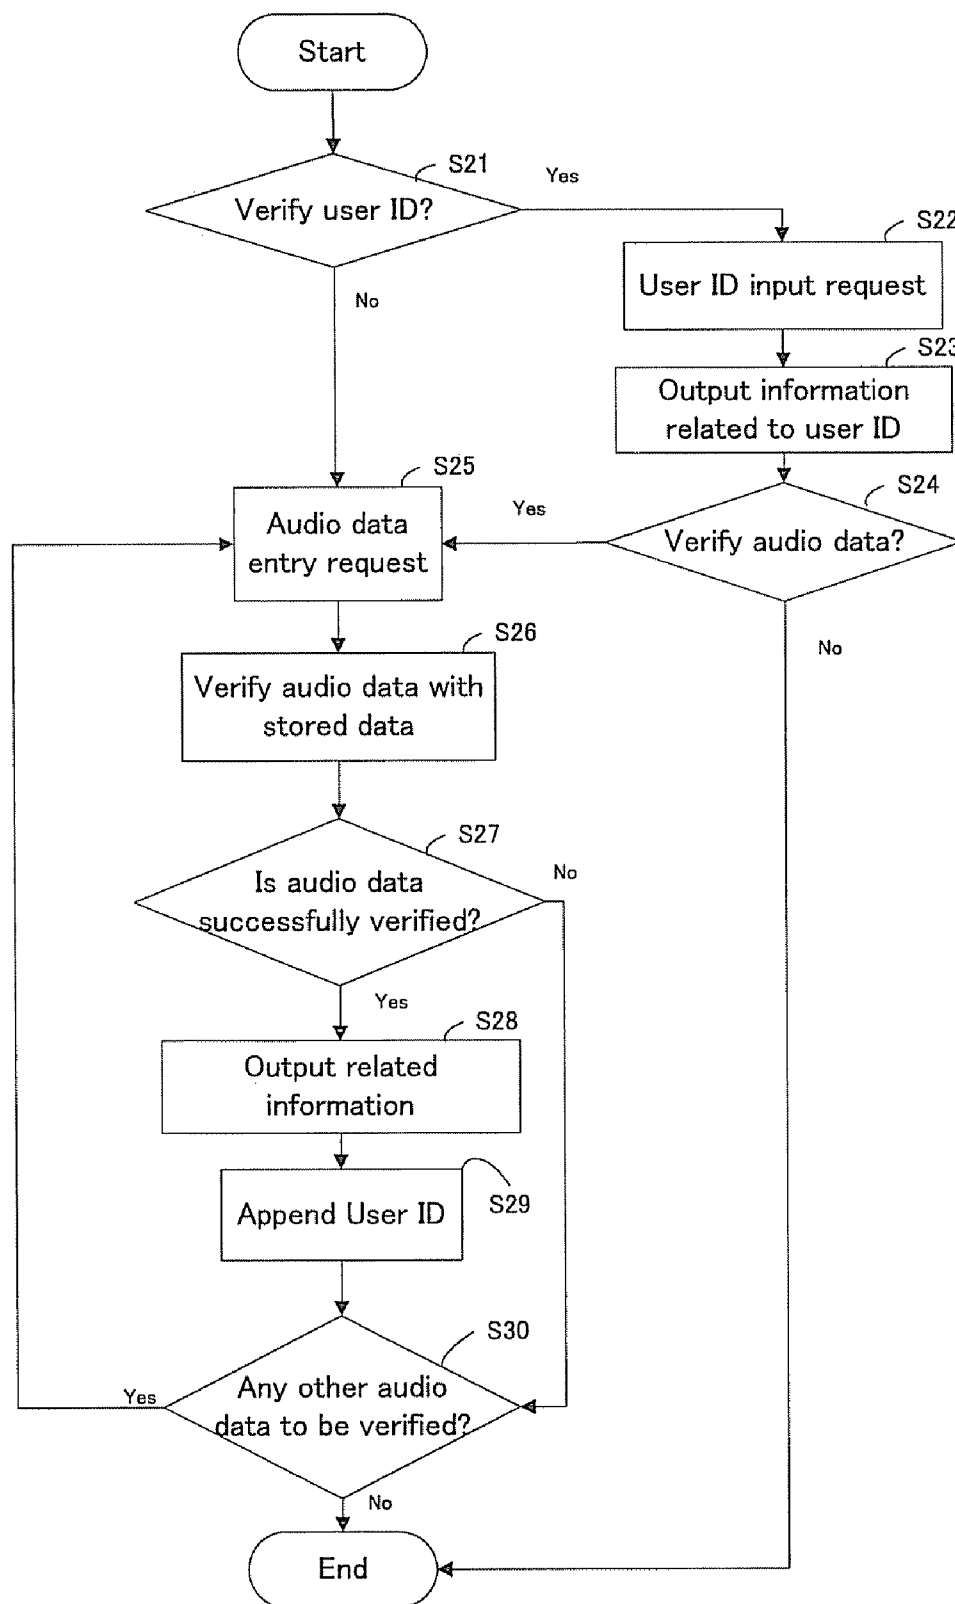 Start
S21
Yes
Verify user ID?
No
S22
User ID input request
S23
Output information
related to user ID
S24
Verify audio data?
Yes
No
S25
Audio data
entry request
S26
Verify audio data with
stored data
S27
Is audio data
successfully verified?
No
Yes
S28
Output related
information
S29
Append User ID
S30
Any other audio
data to be verified?
Yes
No
End